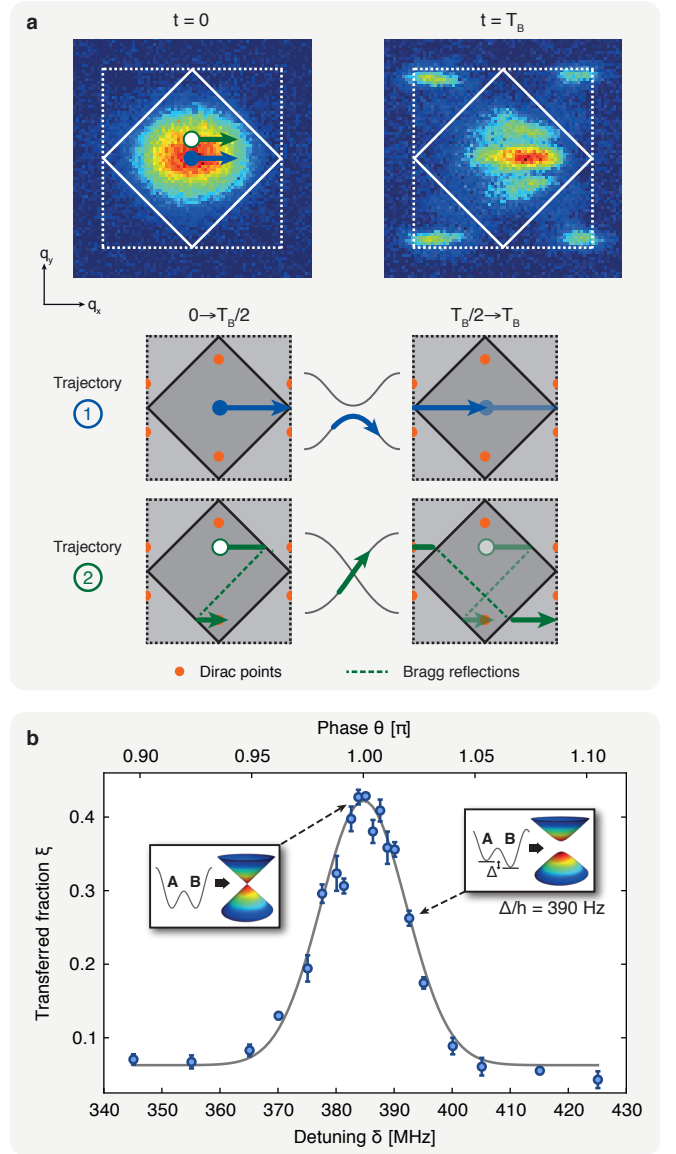 a
t = 0
t = T_B
q_y
q_x
0→T_B/2
T_B/2→T_B
Trajectory
1
Trajectory
2
Dirac points
Bragg reflections
b
Phase θ [π]
0.90
0.95
1.00
1.05
1.10
Transferred fraction ξ
0.4
0.3
0.2
0.1
A B
A B
Δ
Δ/h = 390 Hz
340
350
360
370
380
390
400
410
420
430
Detuning δ [MHz]